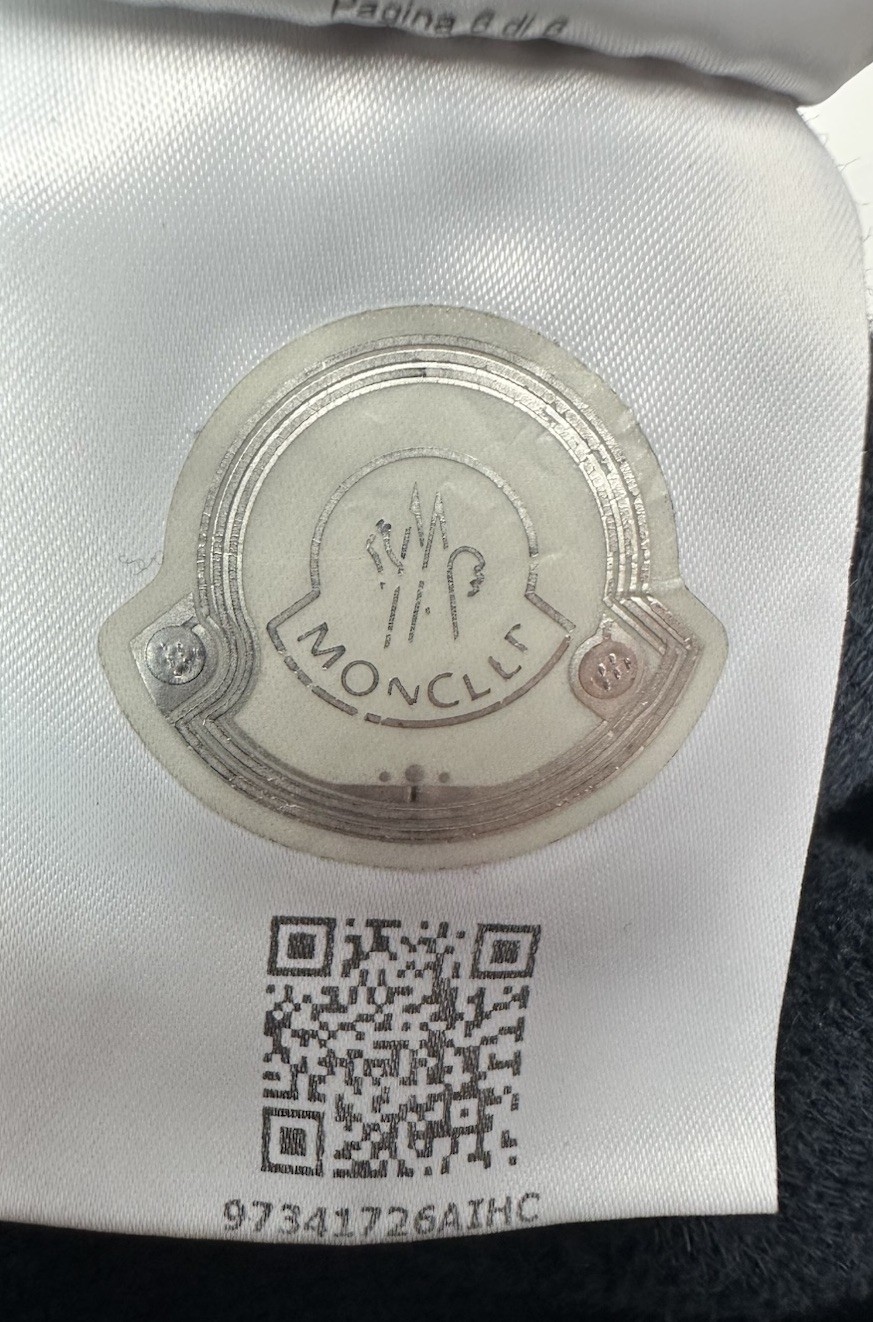 Pagina 6 di 6
MONCLER
97341726AIHC